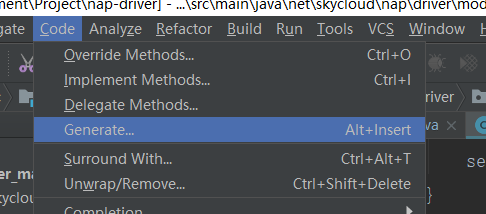 ment\Project\nap-driver] - ...\src\main\java\net\skycloud\nap\driver\mod
gate Code Analyze Refactor Build Run Tools VCS Window Help
Override Methods... Ctrl+O
Implement Methods... Ctrl+I
Delegate Methods...
river
Generate... Alt+Insert
va
Surround With... Ctrl+Alt+T
se
er_ma
Unwrap/Remove... Ctrl+Shift+Delete
kyclou
}
Completion